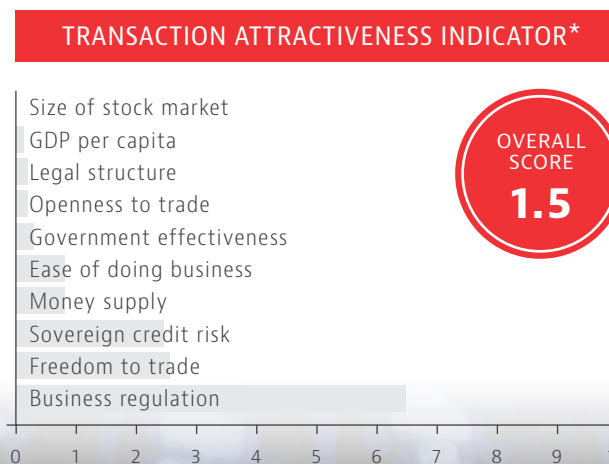 TRANSACTION ATTRACTIVENESS INDICATOR*
Size of stock market
GDP per capita
Legal structure
Openness to trade
Government effectiveness
Ease of doing business
Money supply
Sovereign credit risk
Freedom to trade
Business regulation
OVERALL
SCORE
1.5
0 1 2 3 4 5 6 7 8 9